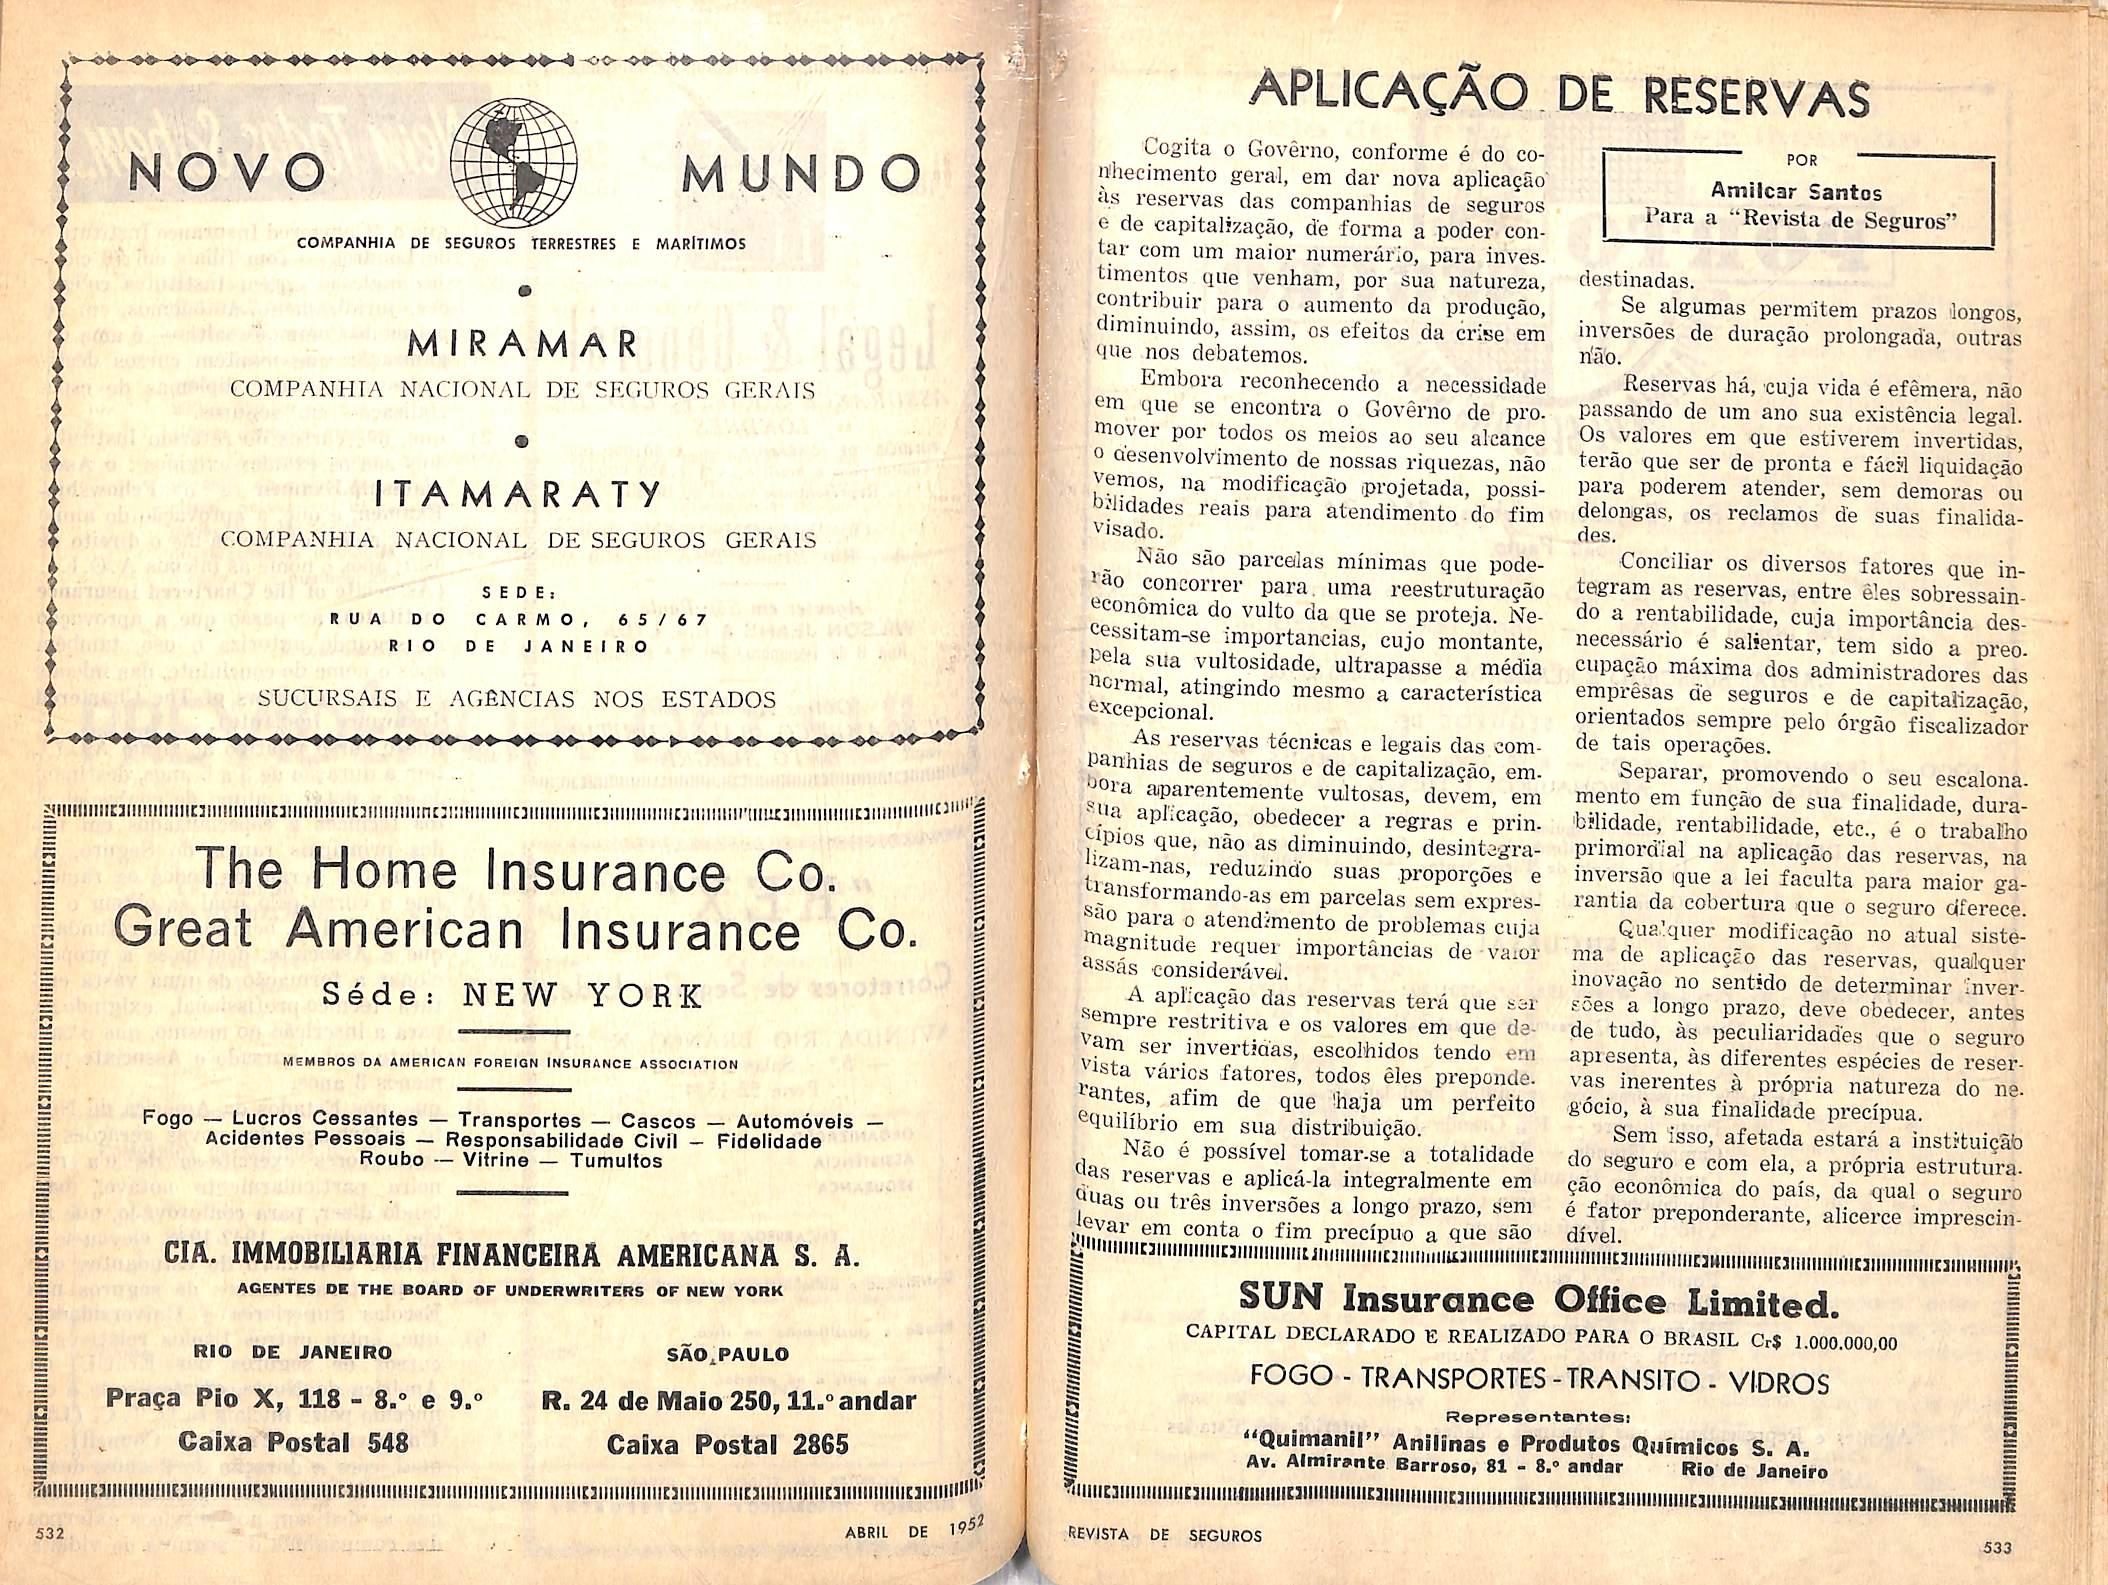 NOVO MUNDO
COMPANHIA DE SEGUROS TERRESTRES E MARÍTIMOS
MIRAMAR
COMPANHIA NACIONAL DE SEGUROS GERAIS
ITAMARATY
COMPANHIA NACIONAL DE SEGUROS GERAIS
SEDE:
RUA DO CARMO, 65/67
RIO DE JANEIRO
SUCURSAIS E AGÊNCIAS NOS ESTADOS
The Home Insurance Co.
Great American Insurance Co.
Séde: NEW YORK
MEMBROS DA AMERICAN FOREIGN INSURANCE ASSOCIATION
Fogo — Lucros Cessantes — Transportes — Cascos — Automóveis —
Acidentes Pessoais — Responsabilidade Civil — Fidelidade
Roubo — Vitrine — Tumultos
CIA. IMMOBILIARIA FINANCEIRA AMERICANA S. A.
AGENTES DE THE BOARD OF UNDERWRITERS OF NEW YORK
RIO DE JANEIRO
Praça Pio X, 118 - 8.º e 9.º
Caixa Postal 548
SÃO PAULO
R. 24 de Maio 250, 11.º andar
Caixa Postal 2865
532
ABRIL DE 1952
APLICAÇÃO DE RESERVAS
POR
Amilcar Santos
Para a "Revista de Seguros"
Cogita o Govêrno, conforme é do co-
nhecimento geral, em dar nova aplicação
às reservas das companhias de seguros
e de capitalização, de forma a poder con-
tar com um maior numerário, para inves-
timentos que venham, por sua natureza,
contribuir para o aumento da produção,
diminuindo, assim, os efeitos da crise em
que nos debatemos.
Embora reconhecendo a necessidade
em que se encontra o Govêrno de pro-
mover por todos os meios ao seu alcance
o desenvolvimento de nossas riquezas, não
vemos, na modificação projetada, possi-
bilidades reais para atendimento do fim
visado.
Não são parcelas mínimas que pode-
rão concorrer para uma reestruturação
econômica do vulto da que se proteja. Ne-
cessitam-se importancias, cujo montante,
pela sua vultosidade, ultrapasse a média
normal, atingindo mesmo a característica
excepcional.
As reservas técnicas e legais das com-
panhias de seguros e de capitalização, em-
bora aparentemente vultosas, devem, em
sua aplicação, obedecer a regras e prin-
cípios que, não as diminuindo, desintegra-
lizam-nas, reduzindo suas proporções e
transformando-as em parcelas sem expres-
são para o atendimento de problemas cuja
magnitude requer importâncias de valor
assás considerável.
A aplicação das reservas terá que ser
sempre restritiva e os valores em que de-
vam ser invertidas, escolhidos tendo em
vista vários fatores, todos êles preponde-
rantes, afim de que haja um perfeito
equilíbrio em sua distribuição.
Não é possível tomar-se a totalidade
das reservas e aplicá-la integralmente em
duas ou três inversões a longo prazo, sem
levar em conta o fim precípuo a que são
destinadas.
Se algumas permitem prazos longos,
inversões de duração prolongada, outras
não.
Reservas há, cuja vida é efêmera, não
passando de um ano sua existência legal.
Os valores em que estiverem invertidas,
terão que ser de pronta e fácil liquidação
para poderem atender, sem demoras ou
delongas, os reclamos de suas finalida-
des.
Conciliar os diversos fatores que in-
tegram as reservas, entre êles sobressain-
do a rentabilidade, cuja importância des-
necessário é salientar, tem sido a preo-
cupação máxima dos administradores das
emprêsas de seguros e de capitalização,
orientados sempre pelo órgão fiscalizador
de tais operações.
Separar, promovendo o seu escalona-
mento em função de sua finalidade, dura-
bilidade, rentabilidade, etc., é o trabalho
primordial na aplicação das reservas, na
inversão que a lei faculta para maior ga-
rantia da cobertura que o seguro oferece.
Qualquer modificação no atual siste-
ma de aplicação das reservas, qualquer
inovação no sentido de determinar inver-
sões a longo prazo, deve obedecer, antes
de tudo, às peculiaridades que o seguro
apresenta, às diferentes espécies de reser-
vas inerentes à própria natureza do ne-
gócio, à sua finalidade precípua.
Sem isso, afetada estará a instituição
do seguro e com ela, a própria estrutura-
ção econômica do país, da qual o seguro
é fator preponderante, alicerce imprescin-
dível.
SUN Insurance Office Limited.
CAPITAL DECLARADO E REALIZADO PARA O BRASIL Cr$ 1.000.000,00
FOGO - TRANSPORTES - TRANSITO - VIDROS
Representantes:
"Quimanil" Anilinas e Produtos Químicos S. A.
Av. Almirante Barroso, 81 - 8.º andar Rio de Janeiro
REVISTA DE SEGUROS
533